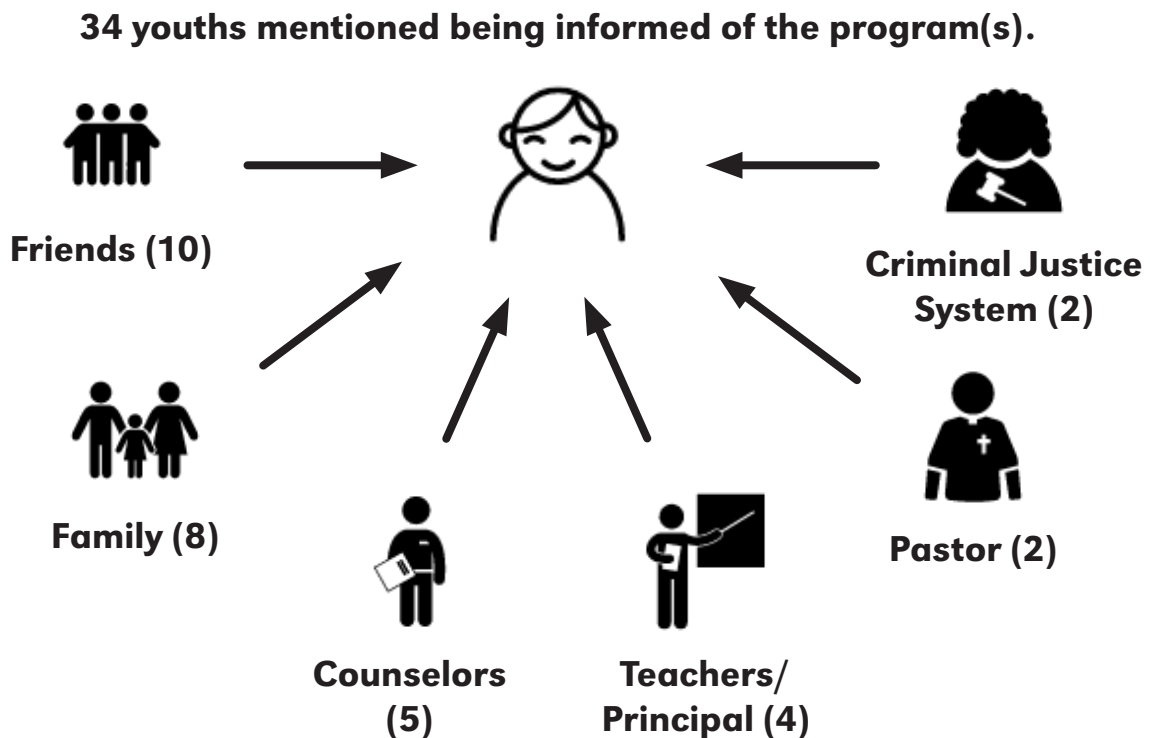 34 youths mentioned being informed of the program(s).
Friends (10)
Criminal Justice
System (2)
Family (8)
Pastor (2)
Counselors
(5)
Teachers/
Principal (4)